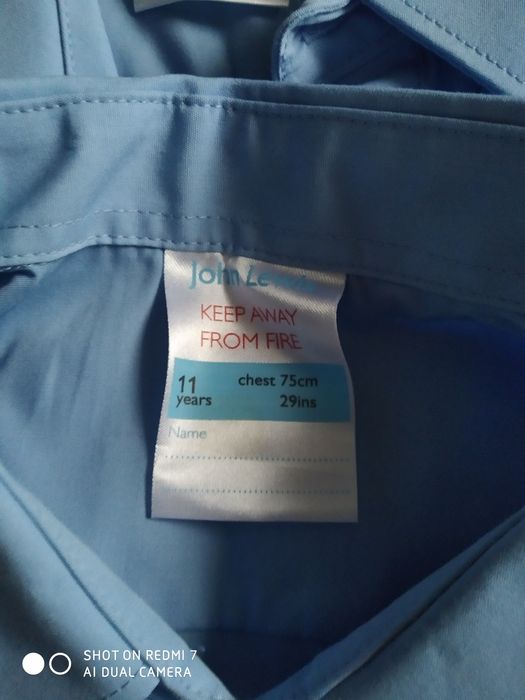 John Lewis
KEEP AWAY
FROM FIRE
11 years
chest 75cm
29ins
Name
SHOT ON REDMI 7
AI DUAL CAMERA